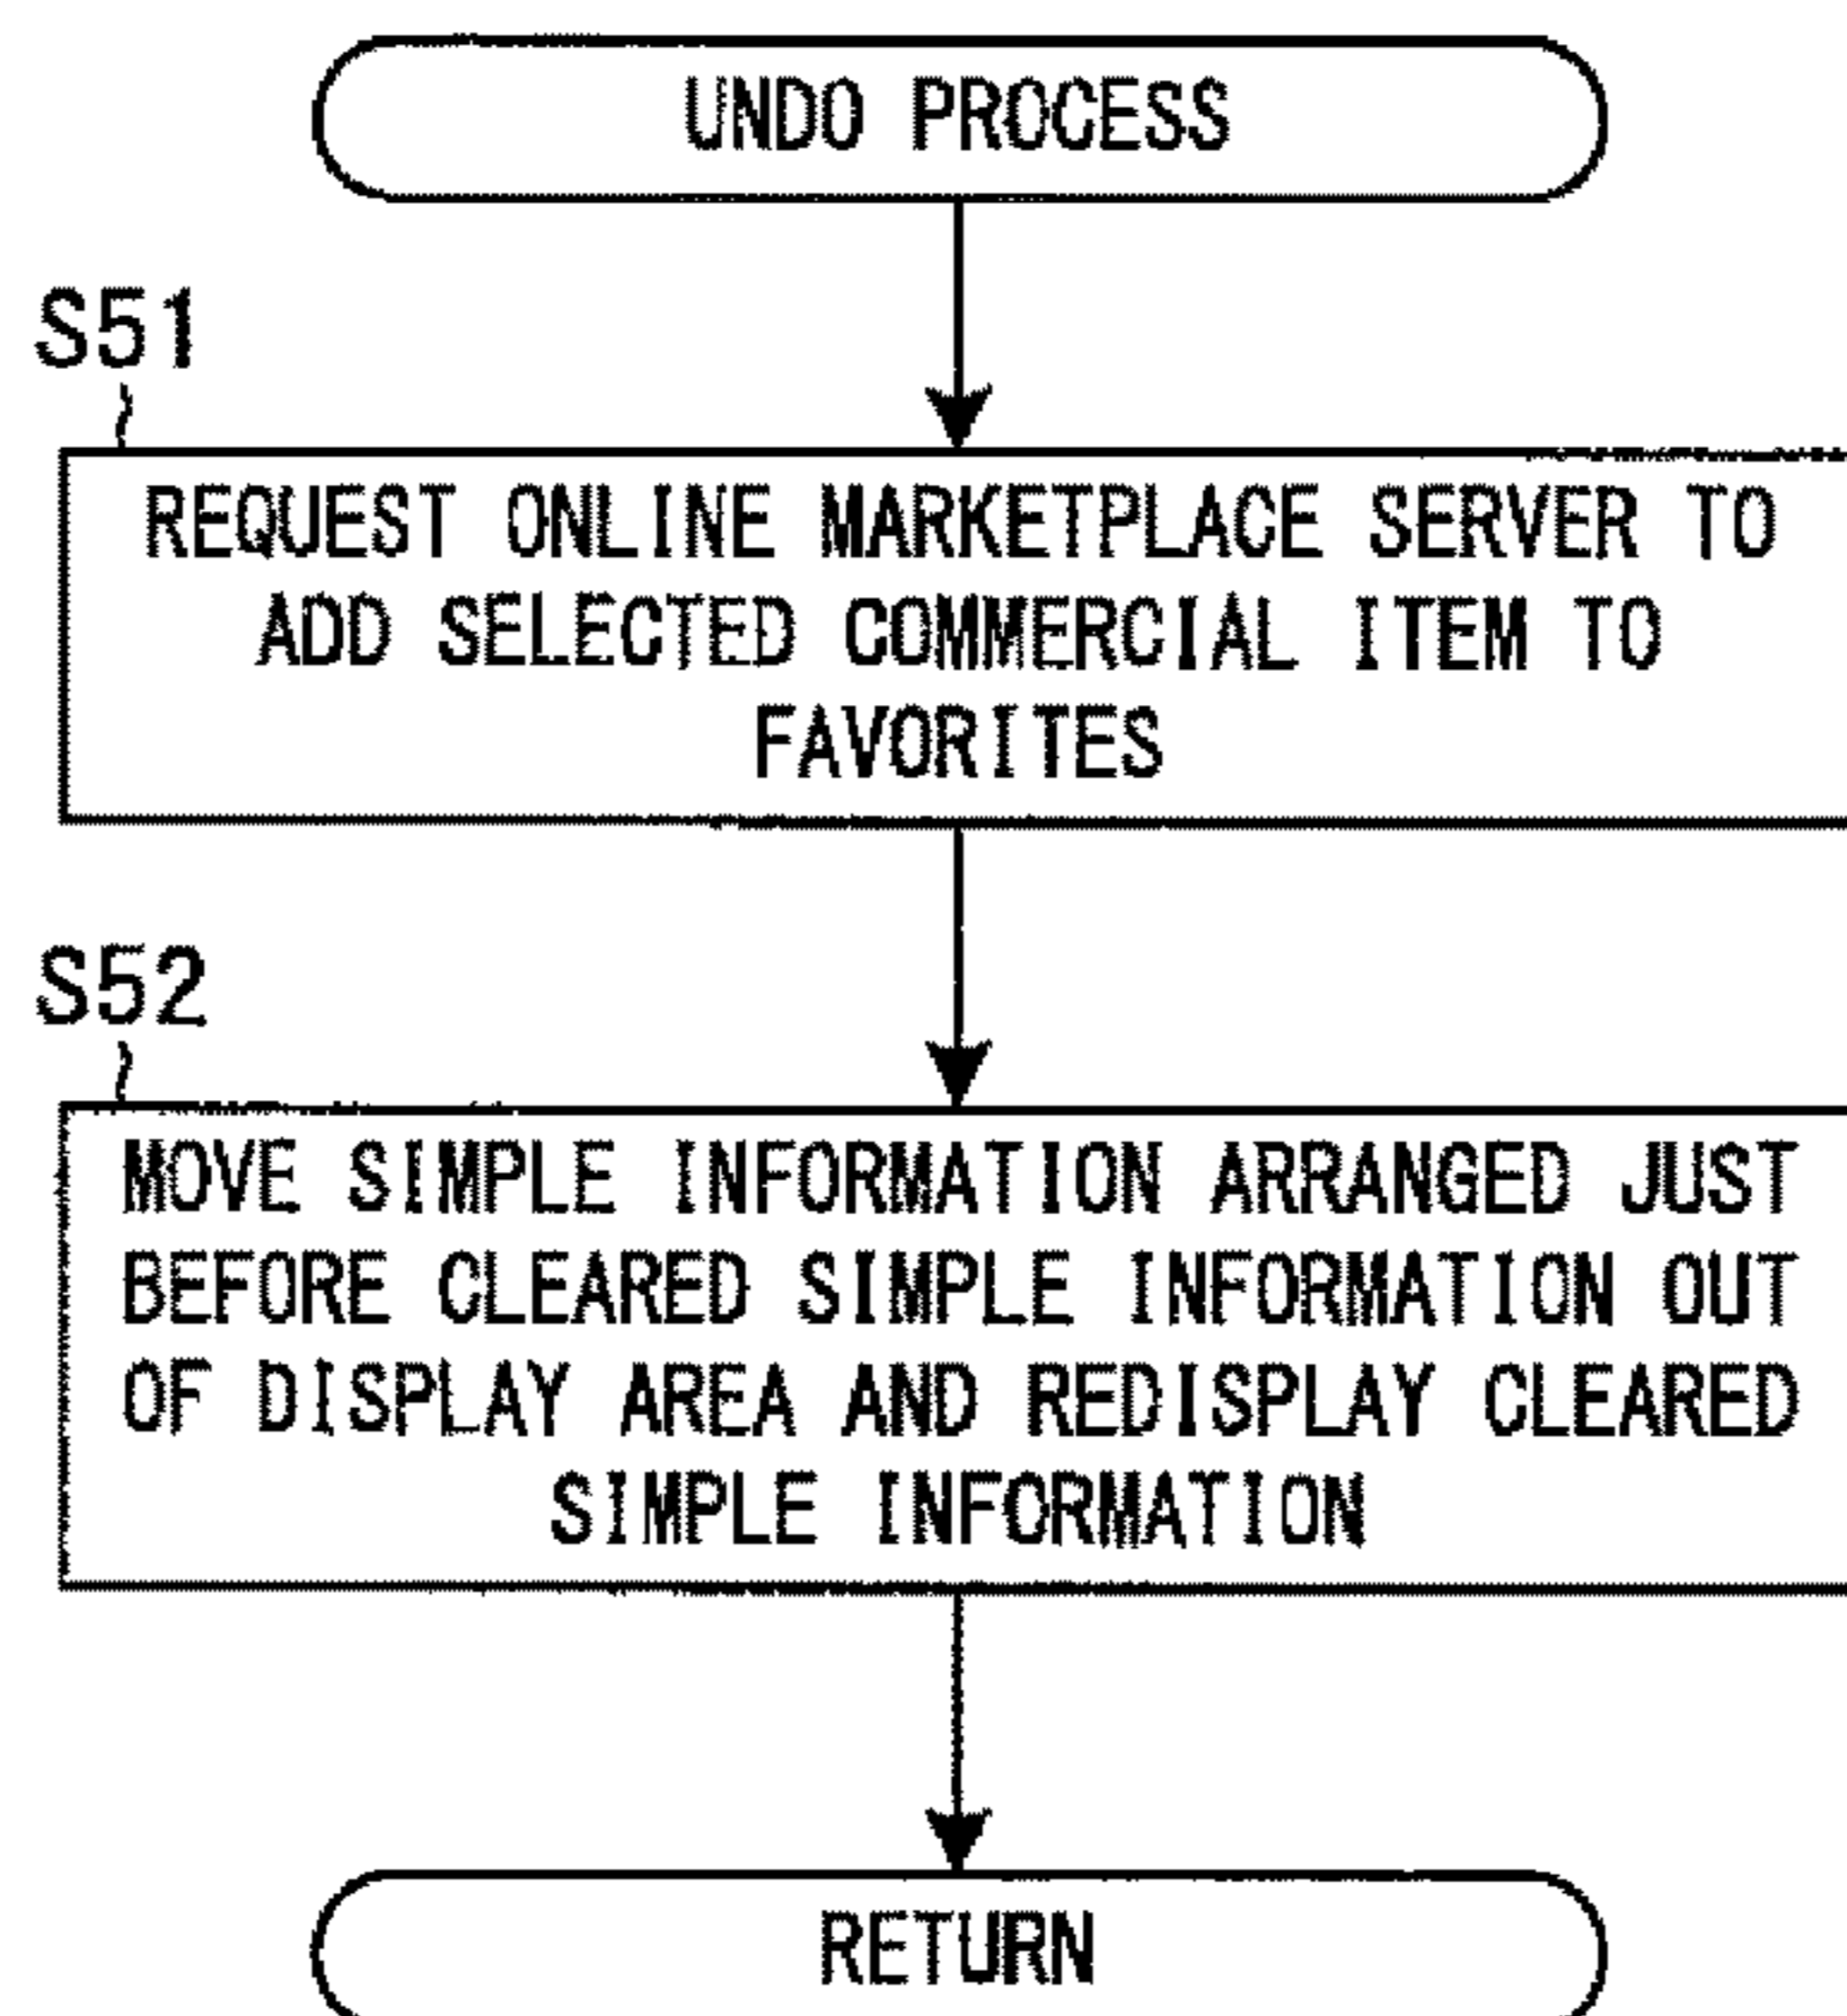 UNDO PROCESS
S51
REQUEST ONLINE MARKETPLACE SERVER TO
ADD SELECTED COMMERCIAL ITEM TO
FAVORITES
S52
MOVE SIMPLE INFORMATION ARRANGED JUST
BEFORE CLEARED SIMPLE INFORMATION OUT
OF DISPLAY AREA AND REDISPLAY CLEARED
SIMPLE INFORMATION
RETURN